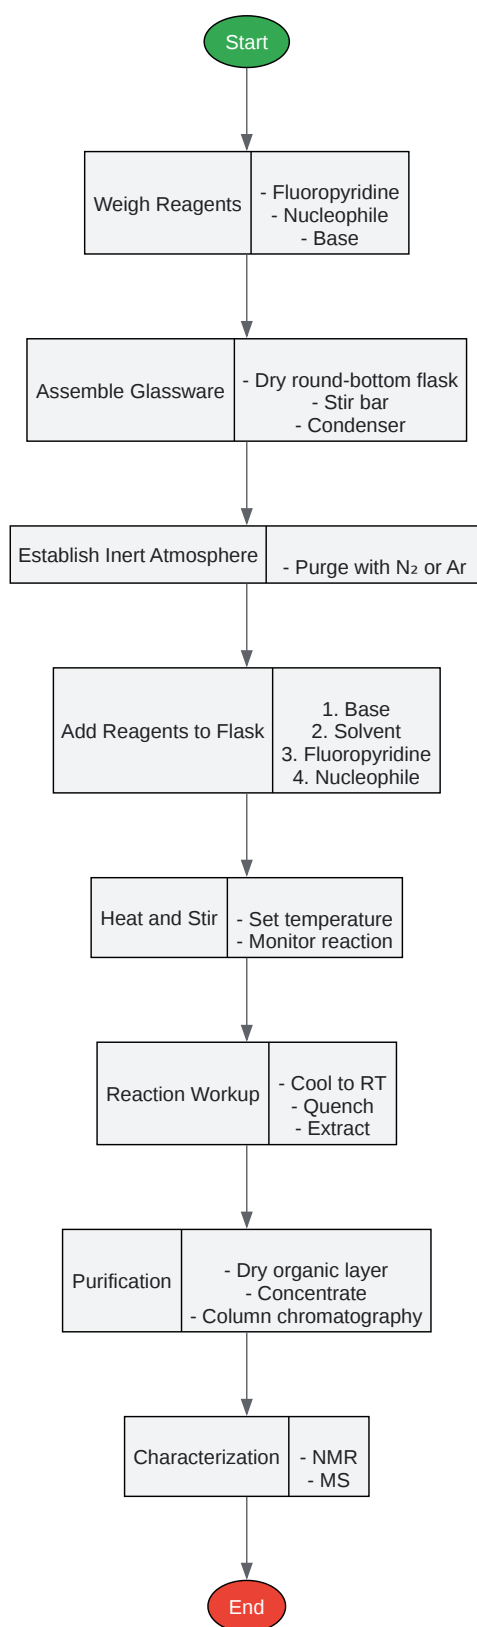 Start
Weigh Reagents
- Fluoropyridine
- Nucleophile
- Base
Assemble Glassware
- Dry round-bottom flask
- Stir bar
- Condenser
Establish Inert Atmosphere
- Purge with N₂ or Ar
Add Reagents to Flask
1. Base
2. Solvent
3. Fluoropyridine
4. Nucleophile
Heat and Stir
- Set temperature
- Monitor reaction
Reaction Workup
- Cool to RT
- Quench
- Extract
Purification
- Dry organic layer
- Concentrate
- Column chromatography
Characterization
- NMR
- MS
End